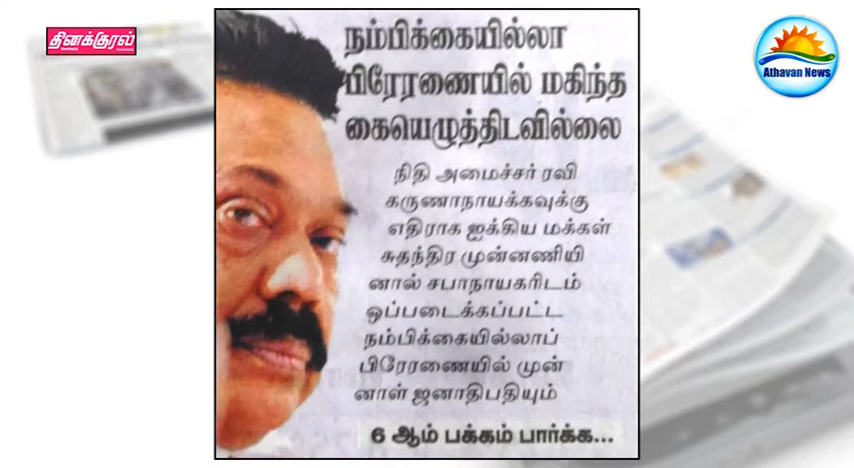 தினக்குரல்
Athavan News
நம்பிக்கையில்லா
பிரேரணையில் மகிந்த
கையெழுத்திடவில்லை
நிதி அமைச்சர் ரவி
கருணாநாயக்கவுக்கு
எதிராக ஐக்கிய மக்கள்
சுதந்திர முன்னணியி
னால் சபாநாயகரிடம்
ஒப்படைக்கப்பட்ட
நம்பிக்கையில்லாப்
பிரேரணையில் முன்
னாள் ஜனாதிபதியும்
6 ஆம் பக்கம் பார்க்க...